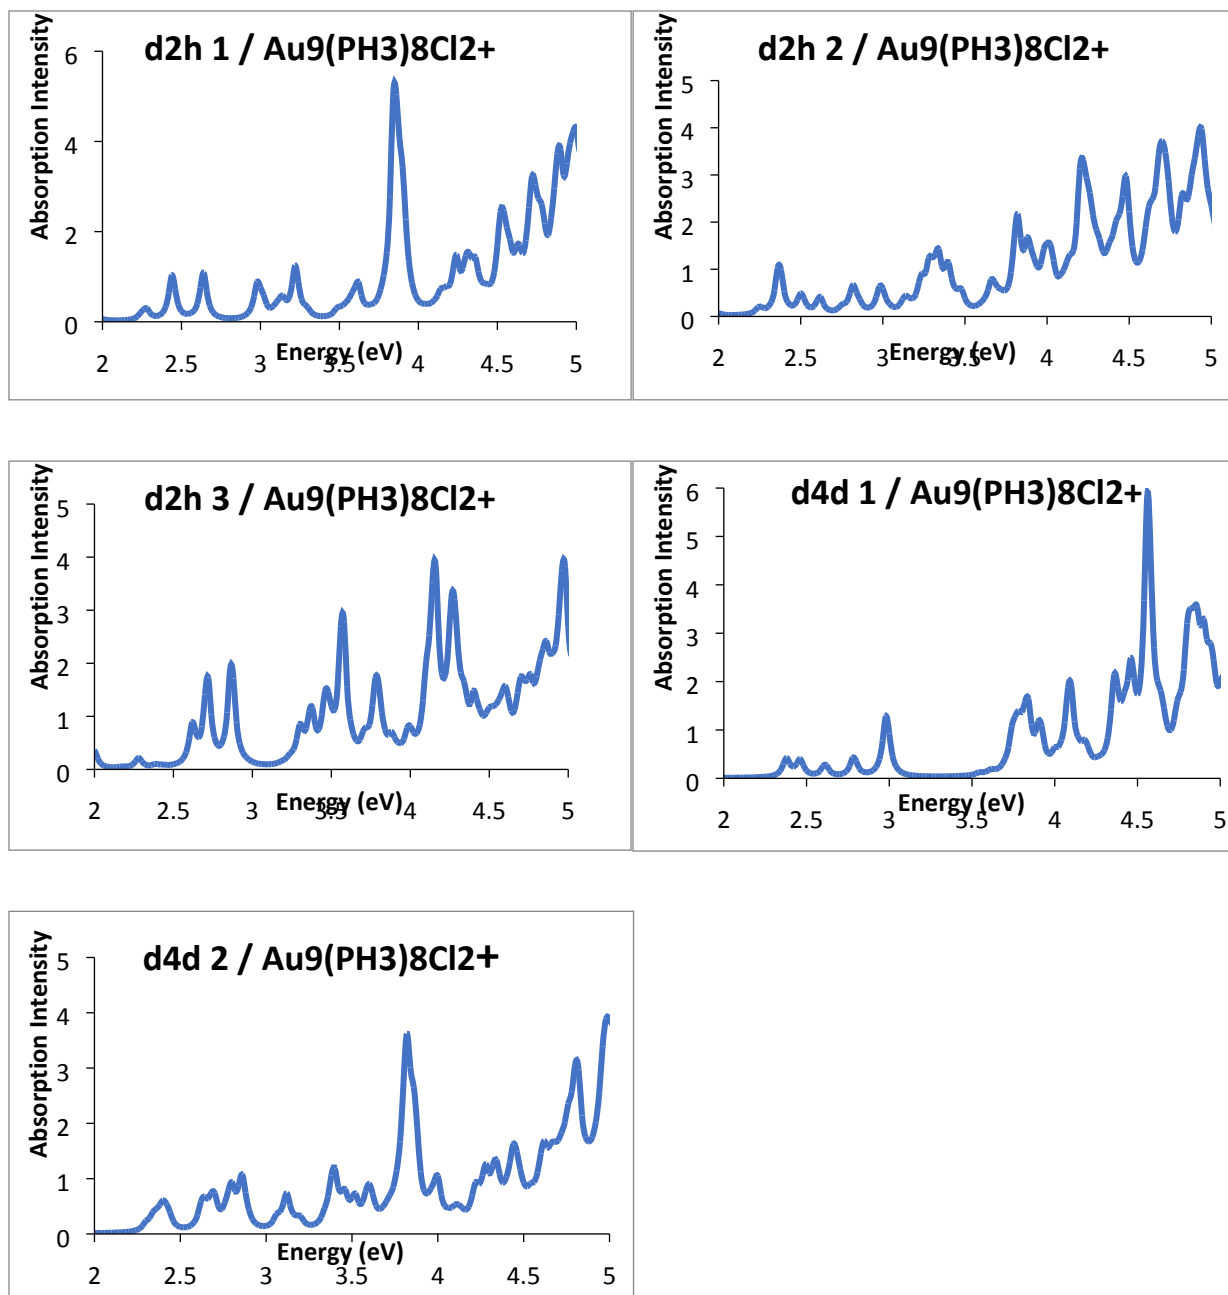 d2h 1 / Au9(PH3)8Cl2+
Absorption Intensity
6
4
2
0
2 2.5 3 3.5 4 4.5 5
Energy (eV)
d2h 2 / Au9(PH3)8Cl2+
Absorption Intensity
5
4
3
2
1
0
2 2.5 3 3.5 4 4.5 5
Energy (eV)
d2h 3 / Au9(PH3)8Cl2+
Absorption Intensity
5
4
3
2
1
0
2 2.5 3 3.5 4 4.5 5
Energy (eV)
d4d 1 / Au9(PH3)8Cl2+
Absorption Intensity
6
5
4
3
2
1
0
2 2.5 3 3.5 4 4.5 5
Energy (eV)
d4d 2 / Au9(PH3)8Cl2+
Absorption Intensity
5
4
3
2
1
0
2 2.5 3 3.5 4 4.5 5
Energy (eV)